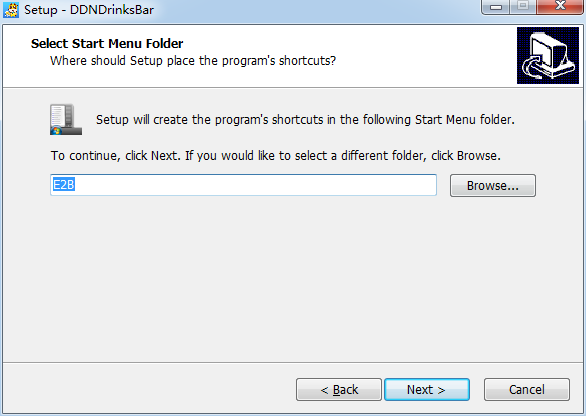 Setup - DDNDrinksBar
Select Start Menu Folder
Where should Setup place the program's shortcuts?
Setup will create the program's shortcuts in the following Start Menu folder.
To continue, click Next. If you would like to select a different folder, click Browse.
E2B
Browse...
< Back
Next >
Cancel